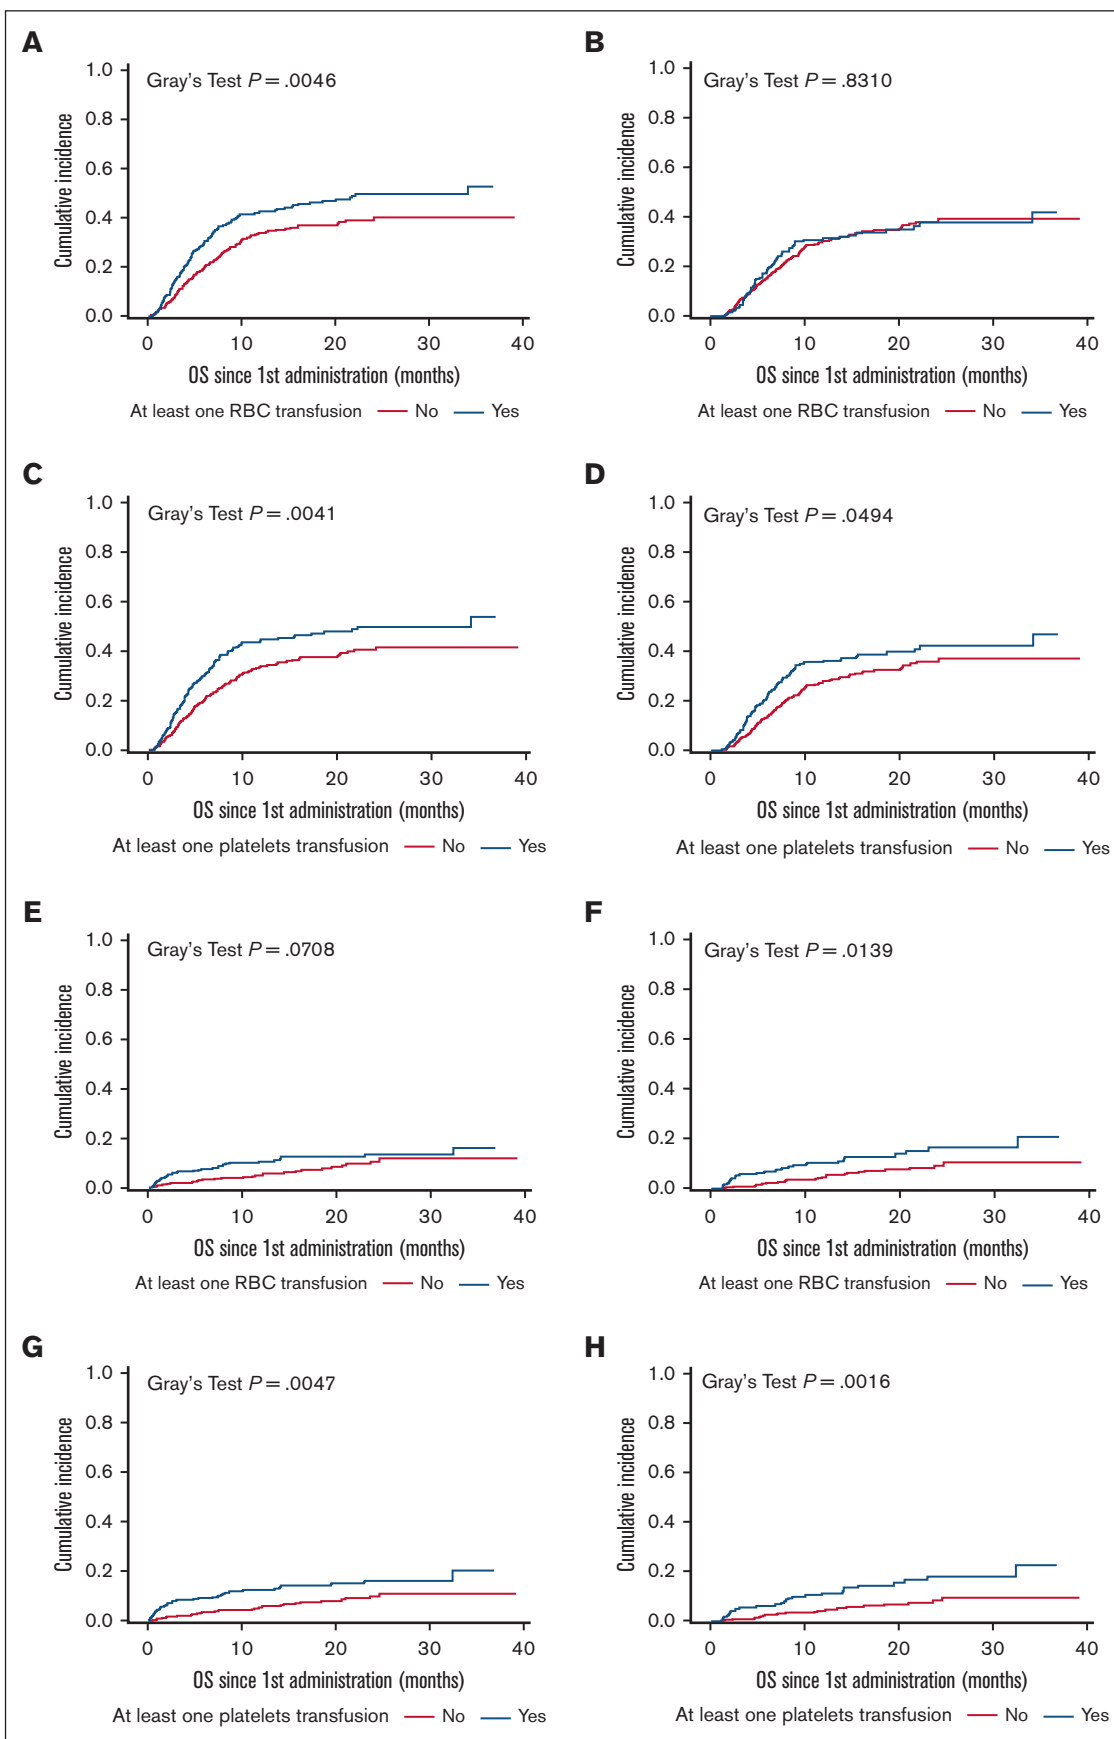 A
Gray's Test P = .0046
Cumulative incidence
1.0
0.8
0.6
0.4
0.2
0.0
0 10 20 30 40
OS since 1st administration (months)
At least one RBC transfusion No Yes
B
Gray's Test P = .8310
Cumulative incidence
1.0
0.8
0.6
0.4
0.2
0.0
0 10 20 30 40
OS since 1st administration (months)
At least one RBC transfusion No Yes
C
Gray's Test P = .0041
Cumulative incidence
1.0
0.8
0.6
0.4
0.2
0.0
0 10 20 30 40
OS since 1st administration (months)
At least one platelets transfusion No Yes
D
Gray's Test P = .0494
Cumulative incidence
1.0
0.8
0.6
0.4
0.2
0.0
0 10 20 30 40
OS since 1st administration (months)
At least one platelets transfusion No Yes
E
Gray's Test P = .0708
Cumulative incidence
1.0
0.8
0.6
0.4
0.2
0.0
0 10 20 30 40
OS since 1st administration (months)
At least one RBC transfusion No Yes
F
Gray's Test P = .0139
Cumulative incidence
1.0
0.8
0.6
0.4
0.2
0.0
0 10 20 30 40
OS since 1st administration (months)
At least one RBC transfusion No Yes
G
Gray's Test P = .0047
Cumulative incidence
1.0
0.8
0.6
0.4
0.2
0.0
0 10 20 30 40
OS since 1st administration (months)
At least one platelets transfusion No Yes
H
Gray's Test P = .0016
Cumulative incidence
1.0
0.8
0.6
0.4
0.2
0.0
0 10 20 30 40
OS since 1st administration (months)
At least one platelets transfusion No Yes